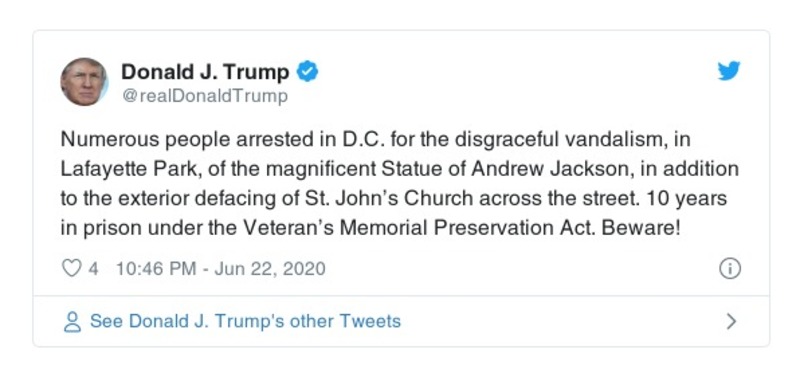 Donald J. Trump
@realDonaldTrump
Numerous people arrested in D.C. for the disgraceful vandalism, in
Lafayette Park, of the magnificent Statue of Andrew Jackson, in addition
to the exterior defacing of St. John’s Church across the street. 10 years
in prison under the Veteran’s Memorial Preservation Act. Beware!
4 10:46 PM - Jun 22, 2020
See Donald J. Trump's other Tweets